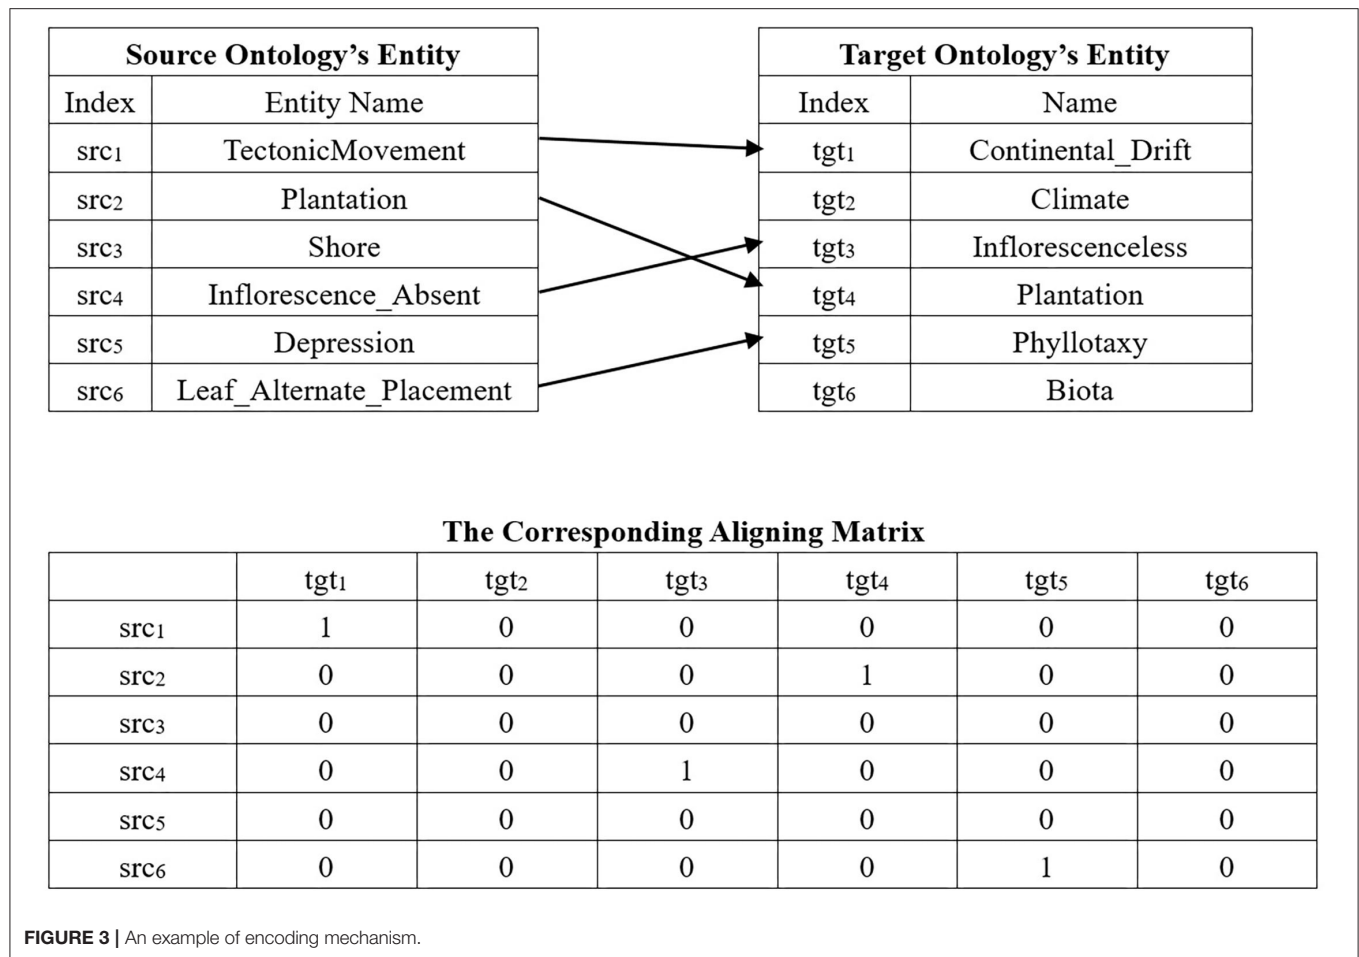 Source Ontology's Entity
Index Entity Name
src1 TectonicMovement
src2 Plantation
src3 Shore
src4 Inflorescence_Absent
src5 Depression
src6 Leaf_Alternate_Placement
Target Ontology's Entity
Index Name
tgt1 Continental_Drift
tgt2 Climate
tgt3 Inflorescenceless
tgt4 Plantation
tgt5 Phyllotaxy
tgt6 Biota
The Corresponding Aligning Matrix
tgt1 tgt2 tgt3 tgt4 tgt5 tgt6
src1 1 0 0 0 0 0
src2 0 0 0 1 0 0
src3 0 0 0 0 0 0
src4 0 0 1 0 0 0
src5 0 0 0 0 0 0
src6 0 0 0 0 1 0
FIGURE 3 | An example of encoding mechanism.